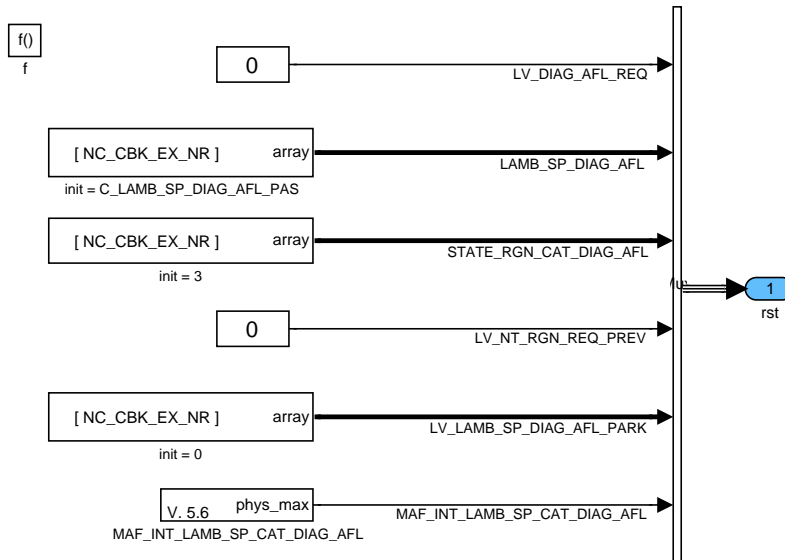 f()
f
0
LV_DIAG_AFL_REQ
[ NC_CBK_EX_NR ] array
LAMB_SP_DIAG_AFL
init = C_LAMB_SP_DIAG_AFL_PAS
[ NC_CBK_EX_NR ] array
STATE_RGN_CAT_DIAG_AFL
init = 3
1
rst
0
LV_NT_RGN_REQ_PREV
[ NC_CBK_EX_NR ] array
LV_LAMB_SP_DIAG_AFL_PARK
init = 0
V. 5.6 phys_max
MAF_INT_LAMB_SP_CAT_DIAG_AFL
MAF_INT_LAMB_SP_CAT_DIAG_AFL